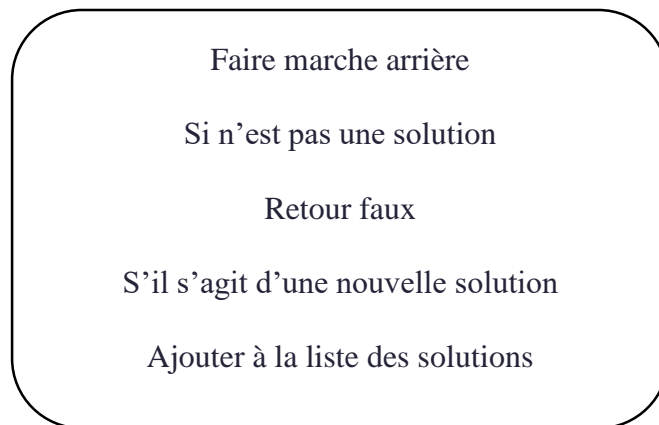 Faire marche arrière
Si n’est pas une solution
Retour faux
S’il s’agit d’une nouvelle solution
Ajouter à la liste des solutions